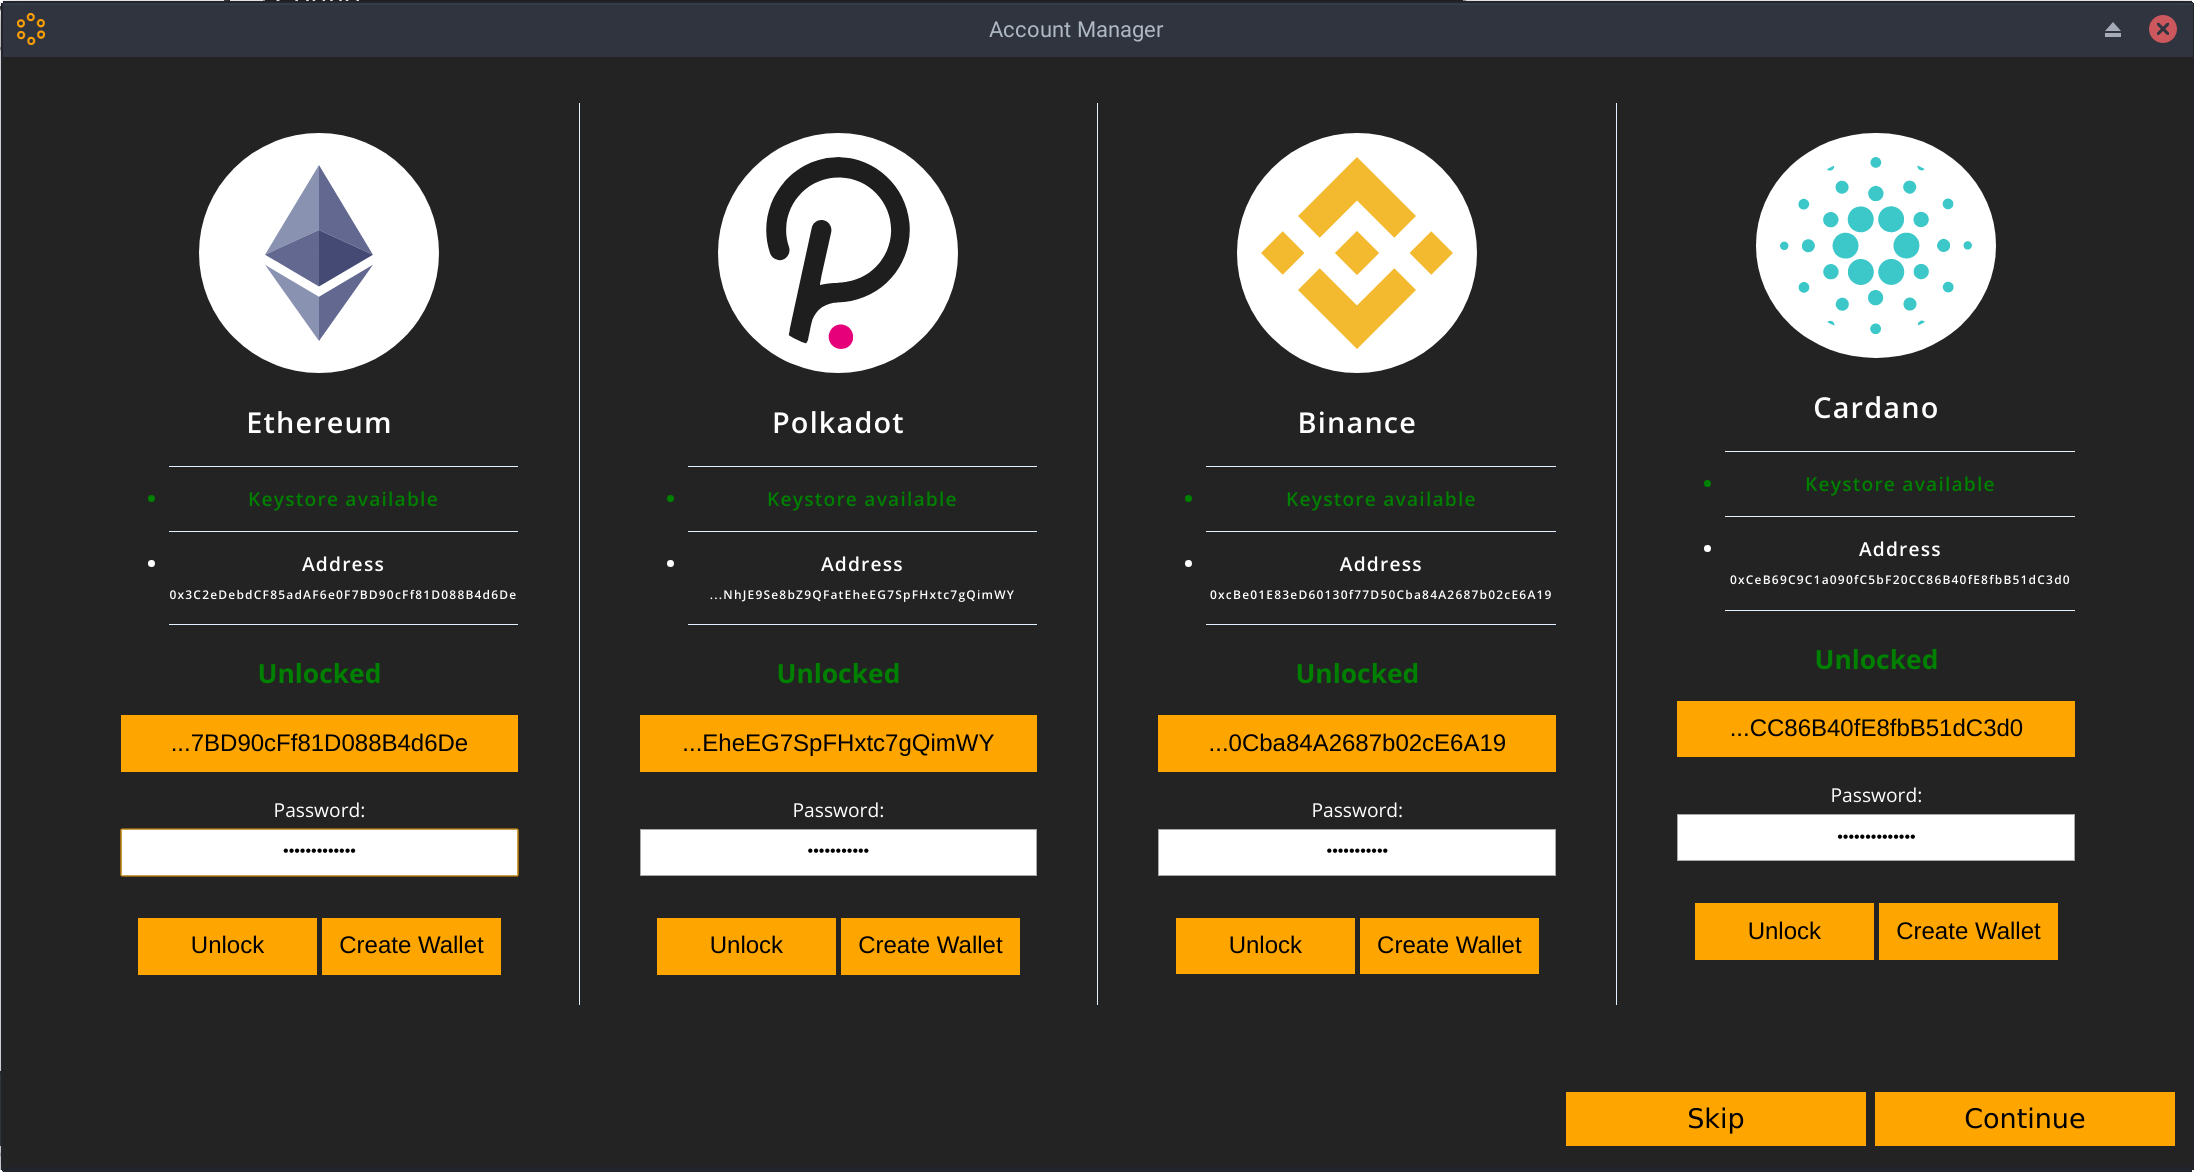 Account Manager
Ethereum
Keystore available
Address
0x3C2eDebdCF85adAF6e0F7BD90cFf81D088B4d6De
Unlocked
...7BD90cFf81D088B4d6De
Password:
Unlock
Create Wallet
Polkadot
Keystore available
Address
...NhJE9Se8bZ9QFatEheEG7SpFHxtc7gQimWY
Unlocked
...EheEG7SpFHxtc7gQimWY
Password:
Unlock
Create Wallet
Binance
Keystore available
Address
0xcBe01E83eD60130f77D50Cba84A2687b02cE6A19
Unlocked
...0Cba84A2687b02cE6A19
Password:
Unlock
Create Wallet
Cardano
Keystore available
Address
0xCeB69C9C1a090fC5bF20CC86B40fE8fbB51dC3d0
Unlocked
...CC86B40fE8fbB51dC3d0
Password:
Unlock
Create Wallet
Skip
Continue